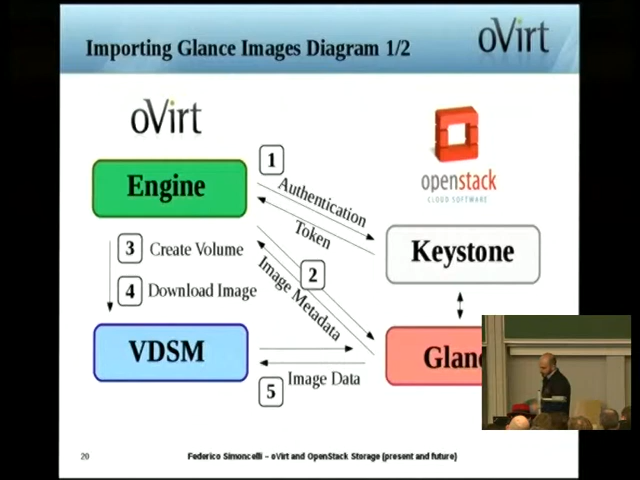 Importing Glance Images Diagram 1/2
oVirt
oVirt
openstack
CLOUD SOFTWARE
1
Engine
Authentication
Token
Keystone
3 Create Volume
2
Image Metadata
4 Download Image
VDSM
Glanc
5
Image Data
20
Federico Simoncelli – oVirt and OpenStack Storage (present and future)